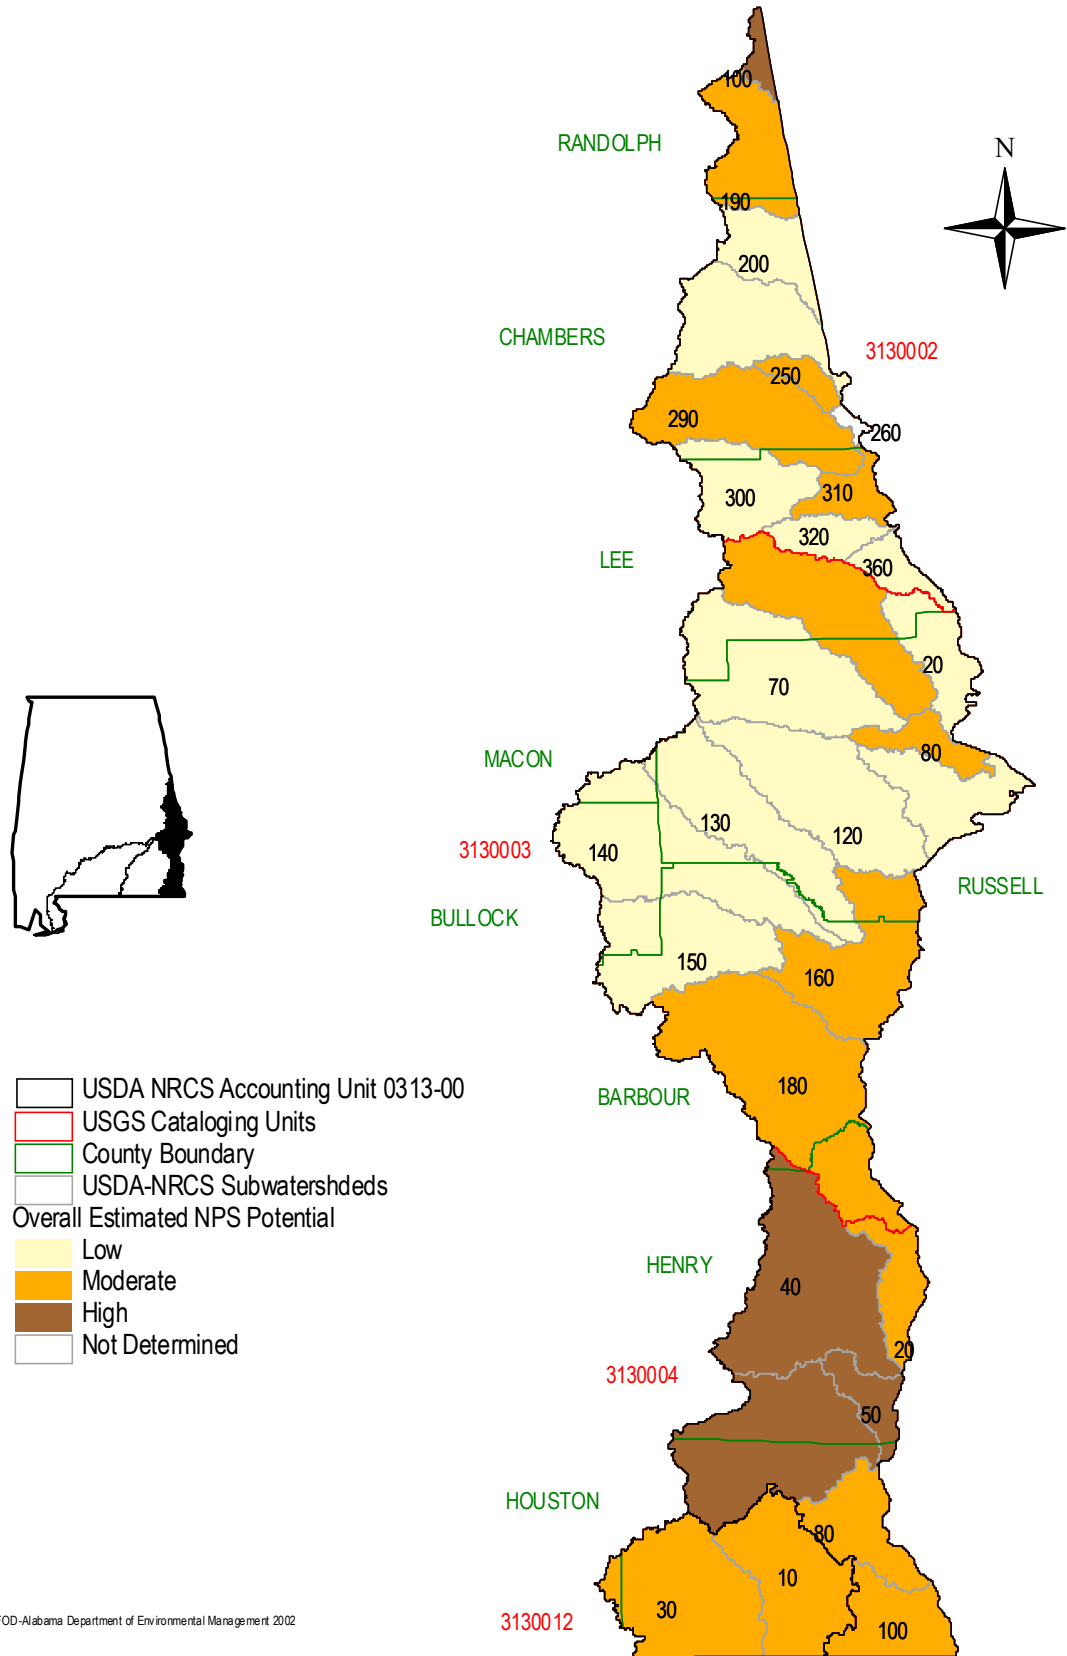 100
RANDOLPH
N
190
200
CHAMBERS
3130002
250
290
260
300
310
320
LEE
360
20
70
MACON
80
130
120
3130003
140
RUSSELL
BULLOCK
150
160
USDA NRCS Accounting Unit 0313-00
180
BARBOUR
USGS Cataloging Units
County Boundary
USDA-NRCS Subwatershdeds
Overall Estimated NPS Potential
Low
HENRY
Moderate
40
High
Not Determined
20
3130004
50
HOUSTON
80
10
30
3130012
100
FOD-Alabama Department of Environmental Management 2002